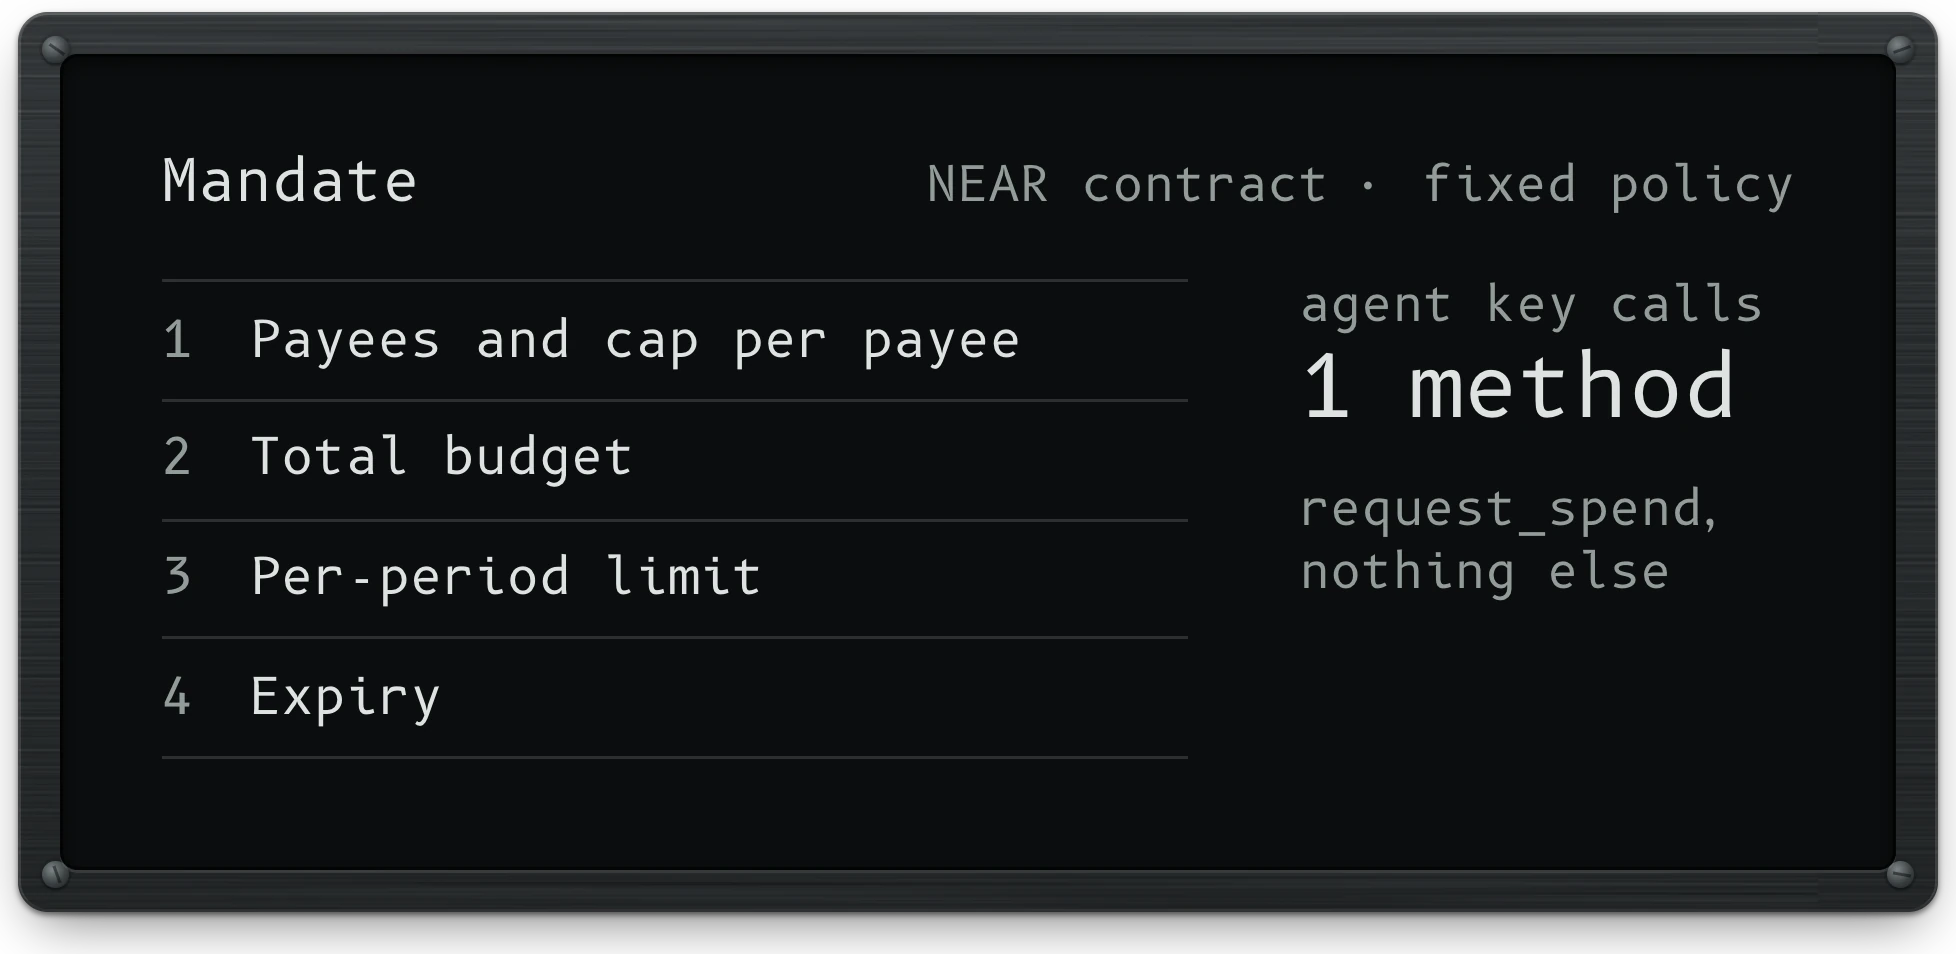 Mandate
NEAR contract · fixed policy
1 Payees and cap per payee
2 Total budget
3 Per-period limit
4 Expiry
agent key calls
1 method
request_spend,
nothing else